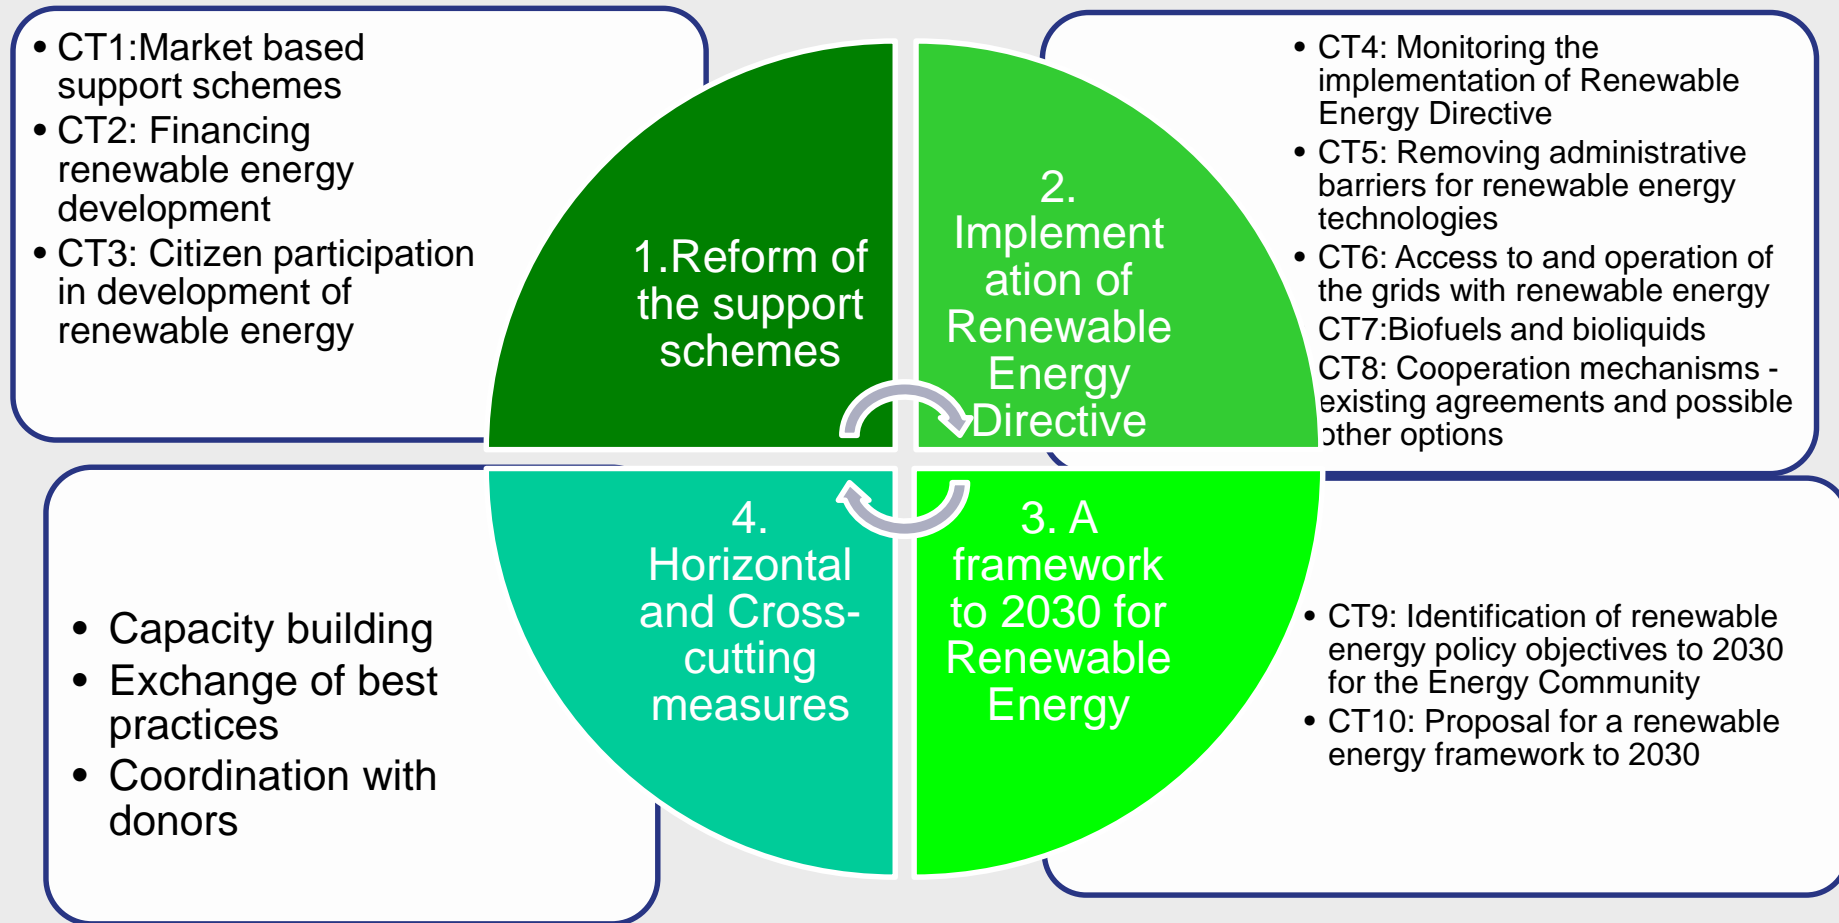 • CT1:Market based
support schemes
• CT2: Financing
renewable energy
development
• CT3: Citizen participation
in development of
renewable energy
1.Reform of
the support
schemes
2.
Implement
ation of
Renewable
Energy
Directive
• CT4: Monitoring the
implementation of Renewable
Energy Directive
• CT5: Removing administrative
barriers for renewable energy
technologies
• CT6: Access to and operation of
the grids with renewable energy
CT7:Biofuels and bioliquids
CT8: Cooperation mechanisms -
existing agreements and possible
other options
• Capacity building
• Exchange of best
practices
• Coordination with
donors
4.
Horizontal
and Cross-
cutting
measures
3. A
framework
to 2030 for
Renewable
Energy
• CT9: Identification of renewable
energy policy objectives to 2030
for the Energy Community
• CT10: Proposal for a renewable
energy framework to 2030